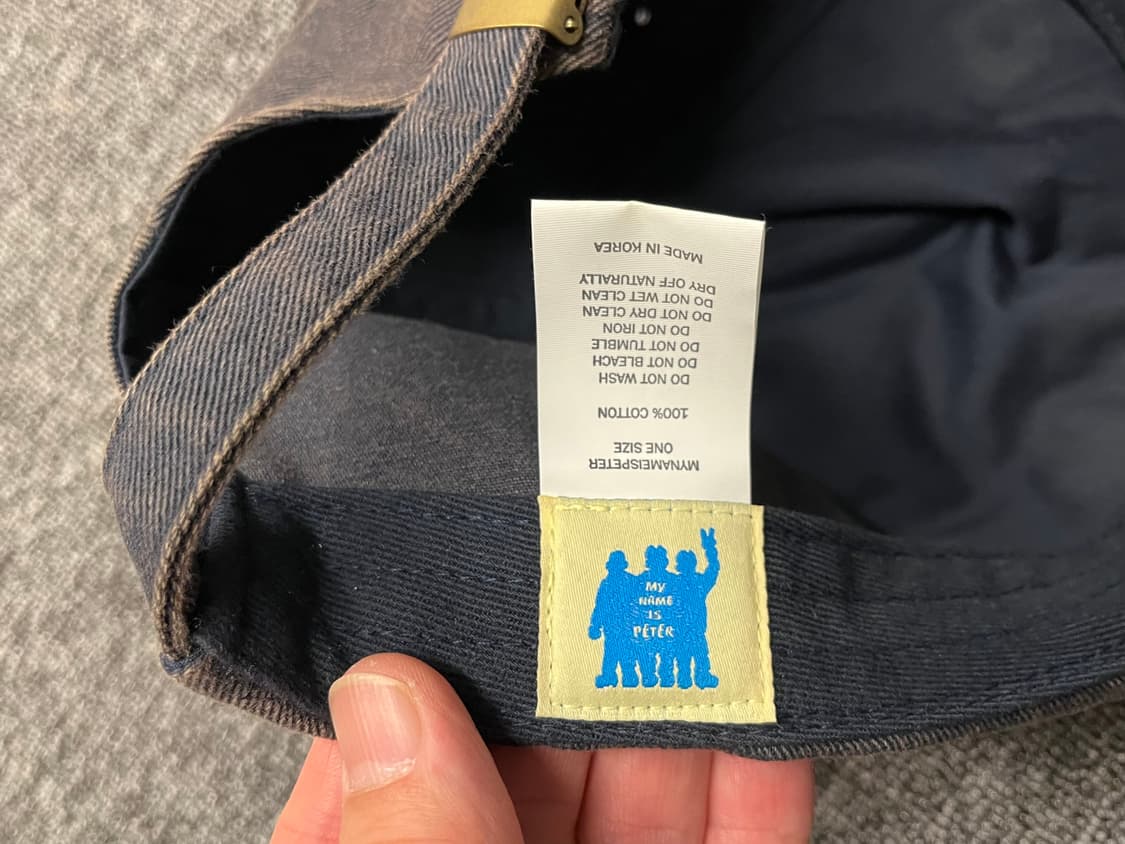 MYNAMEISPETER
ONE SIZE
100% COTTON
DO NOT WASH
DO NOT BLEACH
DO NOT TUMBLE
DO NOT IRON
DO NOT DRY CLEAN
DO NOT WET CLEAN
DRY OFF NATURALLY
MADE IN KOREA
MY
NAME
IS
PETER